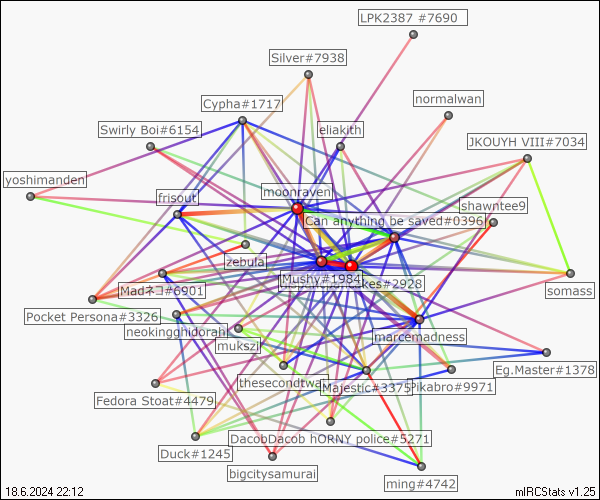 LPK2387 #7690
Silver#7938
normalwan
Cypha#1717
Swirly Boi#6154
eliakith
JKOUYH VIII#7034
yoshimanden
frisout
moonraven
shawntee9
Can anything be saved#0396
zebula
Mushy#1984
kes#2928
somass
Madネコ#6901
Pocket Persona#3326
neokingghidorah
marcemadness
mukszi
Eg.Master#1378
thesecondtwa
Majestic#3375
Pikabro#9971
Fedora Stoat#4479
DacobDacob hORNY police#5271
Duck#1245
bigcitysamurai
ming#4742
18.6.2024 22:12
mIRCStats v1.25